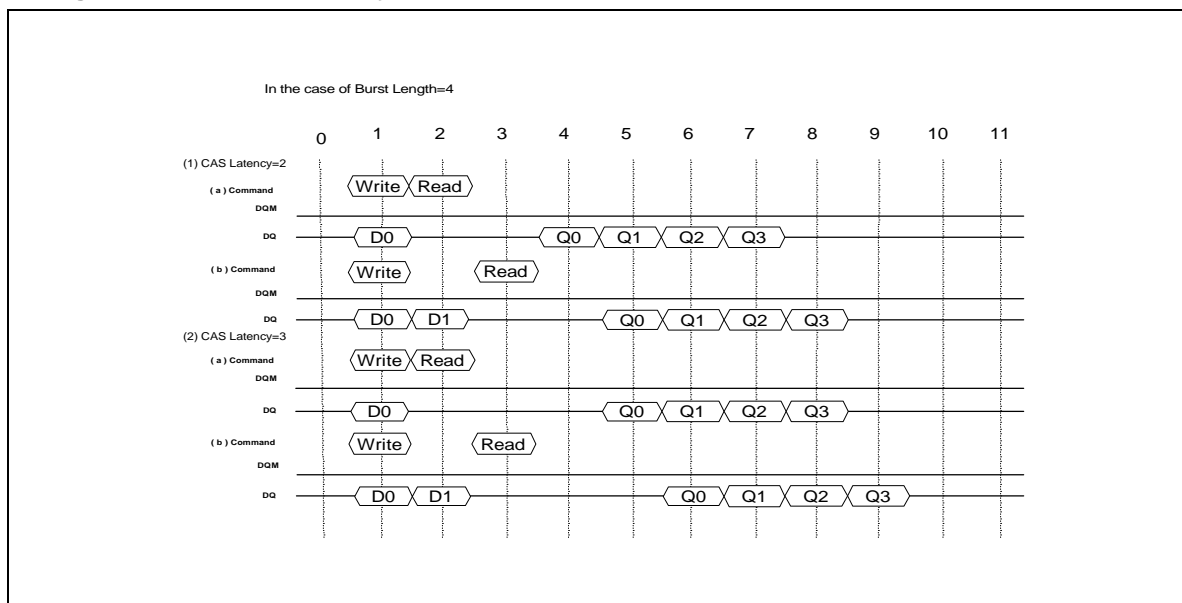 In the case of Burst Length=4
0 1 2 3 4 5 6 7 8 9 10 11
(1) CAS Latency=2
( a ) Command Write Read
DQM
DQ D0 Q0 Q1 Q2 Q3
( b ) Command Write Read
DQM
DQ D0 D1 Q0 Q1 Q2 Q3
(2) CAS Latency=3
( a ) Command Write Read
DQM
DQ D0 Q0 Q1 Q2 Q3
( b ) Command Write Read
DQM
DQ D0 D1 Q0 Q1 Q2 Q3